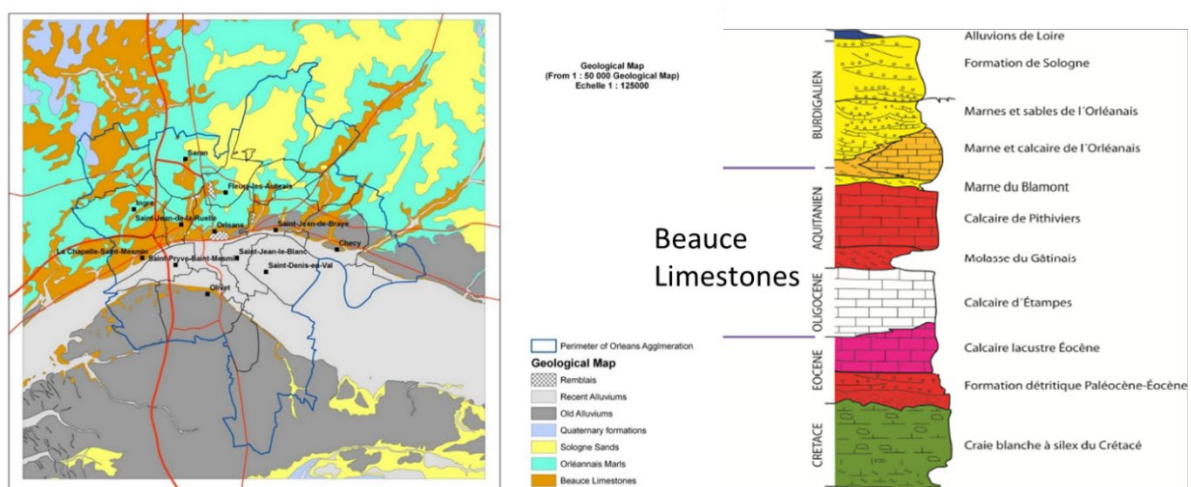 Geological Map
(From 1 : 50 000 Geological Map)
Echelle 1 : 125000
Saran
Fleury-les-Aubrais
Ingre
Saint-Jean-de-la-Ruelle
Orleans
Saint-Jean-de-Braye
Checy
La Chapelle-Saint-Mesmin
Saint-Pryve-Saint-Mesmin
Saint-Jean-le-Blanc
Saint-Denis-en-Val
Olivet
Perimeter of Orleans Agglmeration
Geological Map
Remblais
Recent Alluviums
Old Alluviums
Quaternary formations
Sologne Sands
Orléannais Marls
Beauce Limestones
Beauce
Limestones
BURDIGALIEN
AQUITANIEN
OLIGOCENE
EOCENE
CRETACE
Alluvions de Loire
Formation de Sologne
Marnes et sables de l´Orléanais
Marne et calcaire de l´Orléanais
Marne du Blamont
Calcaire de Pithiviers
Molasse du Gâtinais
Calcaire d´Étampes
Calcaire lacustre Éocène
Formation détritique Paléocène-Éocène
Craie blanche à silex du Crétacé